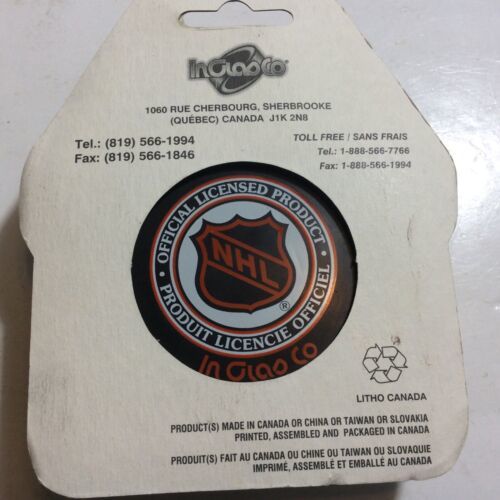 InGlasCo
1060 RUE CHERBOURG, SHERBROOKE
(QUÉBEC) CANADA J1K 2N8
Tel.: (819) 566-1994
Fax: (819) 566-1846
TOLL FREE / SANS FRAIS
Tel.: 1-888-566-7766
Fax: 1-888-566-1994
• OFFICIAL LICENSED PRODUCT •
NHL
®
PRODUIT LICENCIE OFFICIEL
InGlasCo
LITHO CANADA
PRODUCT(S) MADE IN CANADA OR CHINA OR TAIWAN OR SLOVAKIA
PRINTED, ASSEMBLED AND PACKAGED IN CANADA
PRODUIT(S) FAIT AU CANADA OU CHINE OU TAIWAN OU SLOVAQUIE
IMPRIMÉ, ASSEMBLÉ ET EMBALLÉ AU CANADA